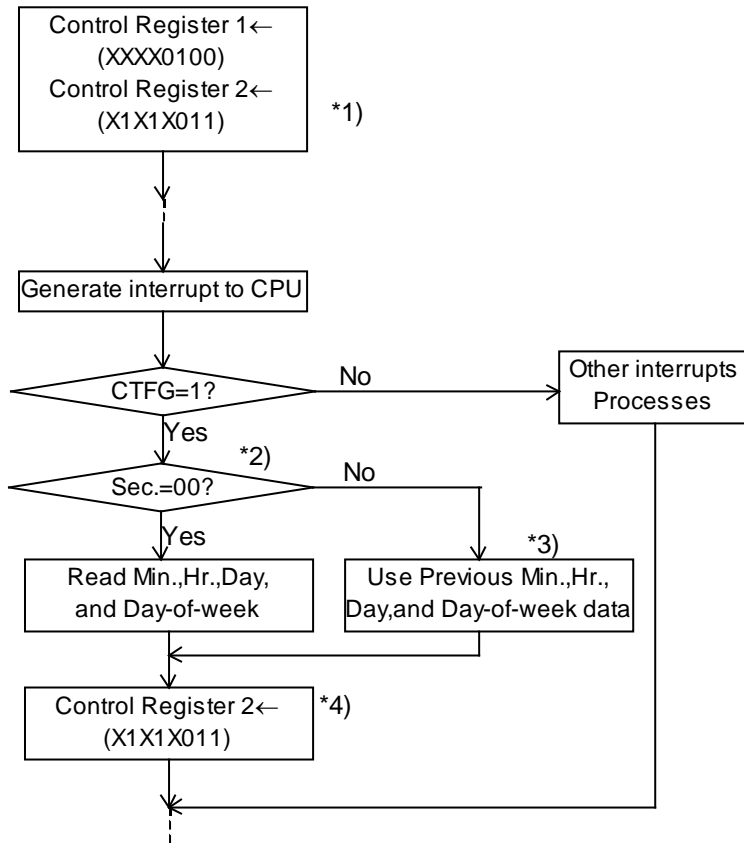 Control Register 1←
(XXXX0100)
Control Register 2←
(X1X1X011)
*1)
Generate interrupt to CPU
CTFG=1?
No
Other interrupts
Processes
Yes
*2)
Sec.=00?
No
Yes
*3)
Read Min.,Hr.,Day,
and Day-of-week
Use Previous Min.,Hr.,
Day,and Day-of-week data
Control Register 2←
(X1X1X011)
*4)